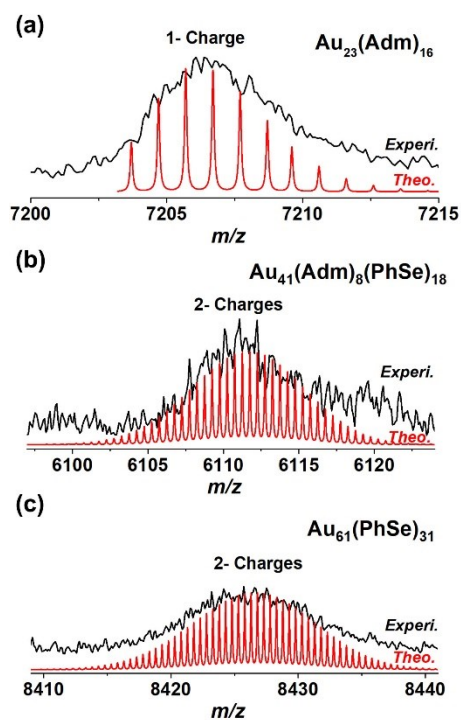 (a)
1- Charge
Au₂₃(Adm)₁₆
Experi.
Theo.
7200 7205 7210 7215
m/z
(b)
Au₄₁(Adm)₈(PhSe)₁₈
2- Charges
Experi.
Theo.
6100 6105 6110 6115 6120
m/z
(c)
Au₆₁(PhSe)₃₁
2- Charges
Experi.
Theo.
8410 8420 8430 8440
m/z